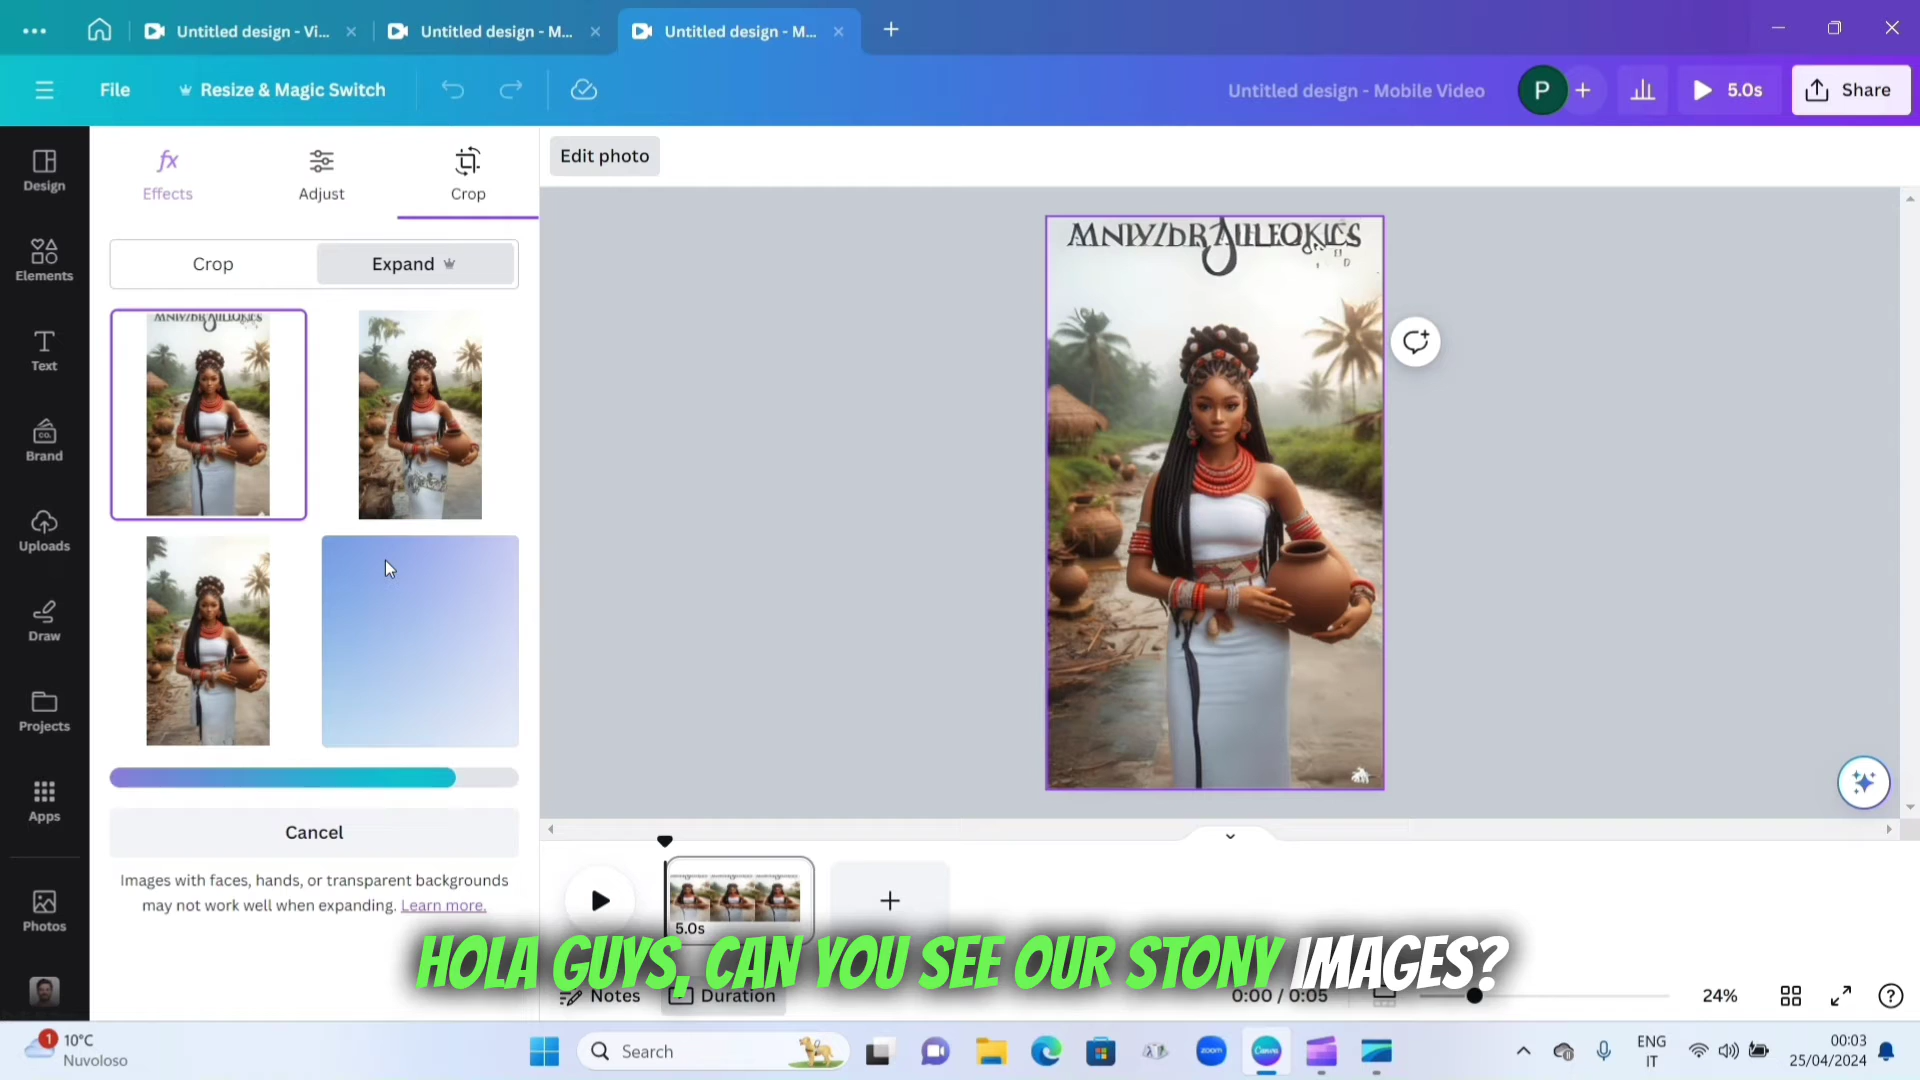 Untitled design - Vi...
Untitled design - M...
Untitled design - M...
File
Resize & Magic Switch
Untitled design - Mobile Video
P
5.0s
Share
Design
Elements
Text
Brand
Uploads
Draw
Projects
Apps
Photos
Effects
Adjust
Crop
Crop
Expand
Cancel
Images with faces, hands, or transparent backgrounds
may not work well when expanding. Learn more.
Edit photo
5.0s
HOLA GUYS, CAN YOU SEE OUR STONY IMAGES?
Notes
Duration
0:00 / 0:05
24%
1
10°C
Nuvoloso
Search
zoom
Canva
ENG
IT
00:03
25/04/2024